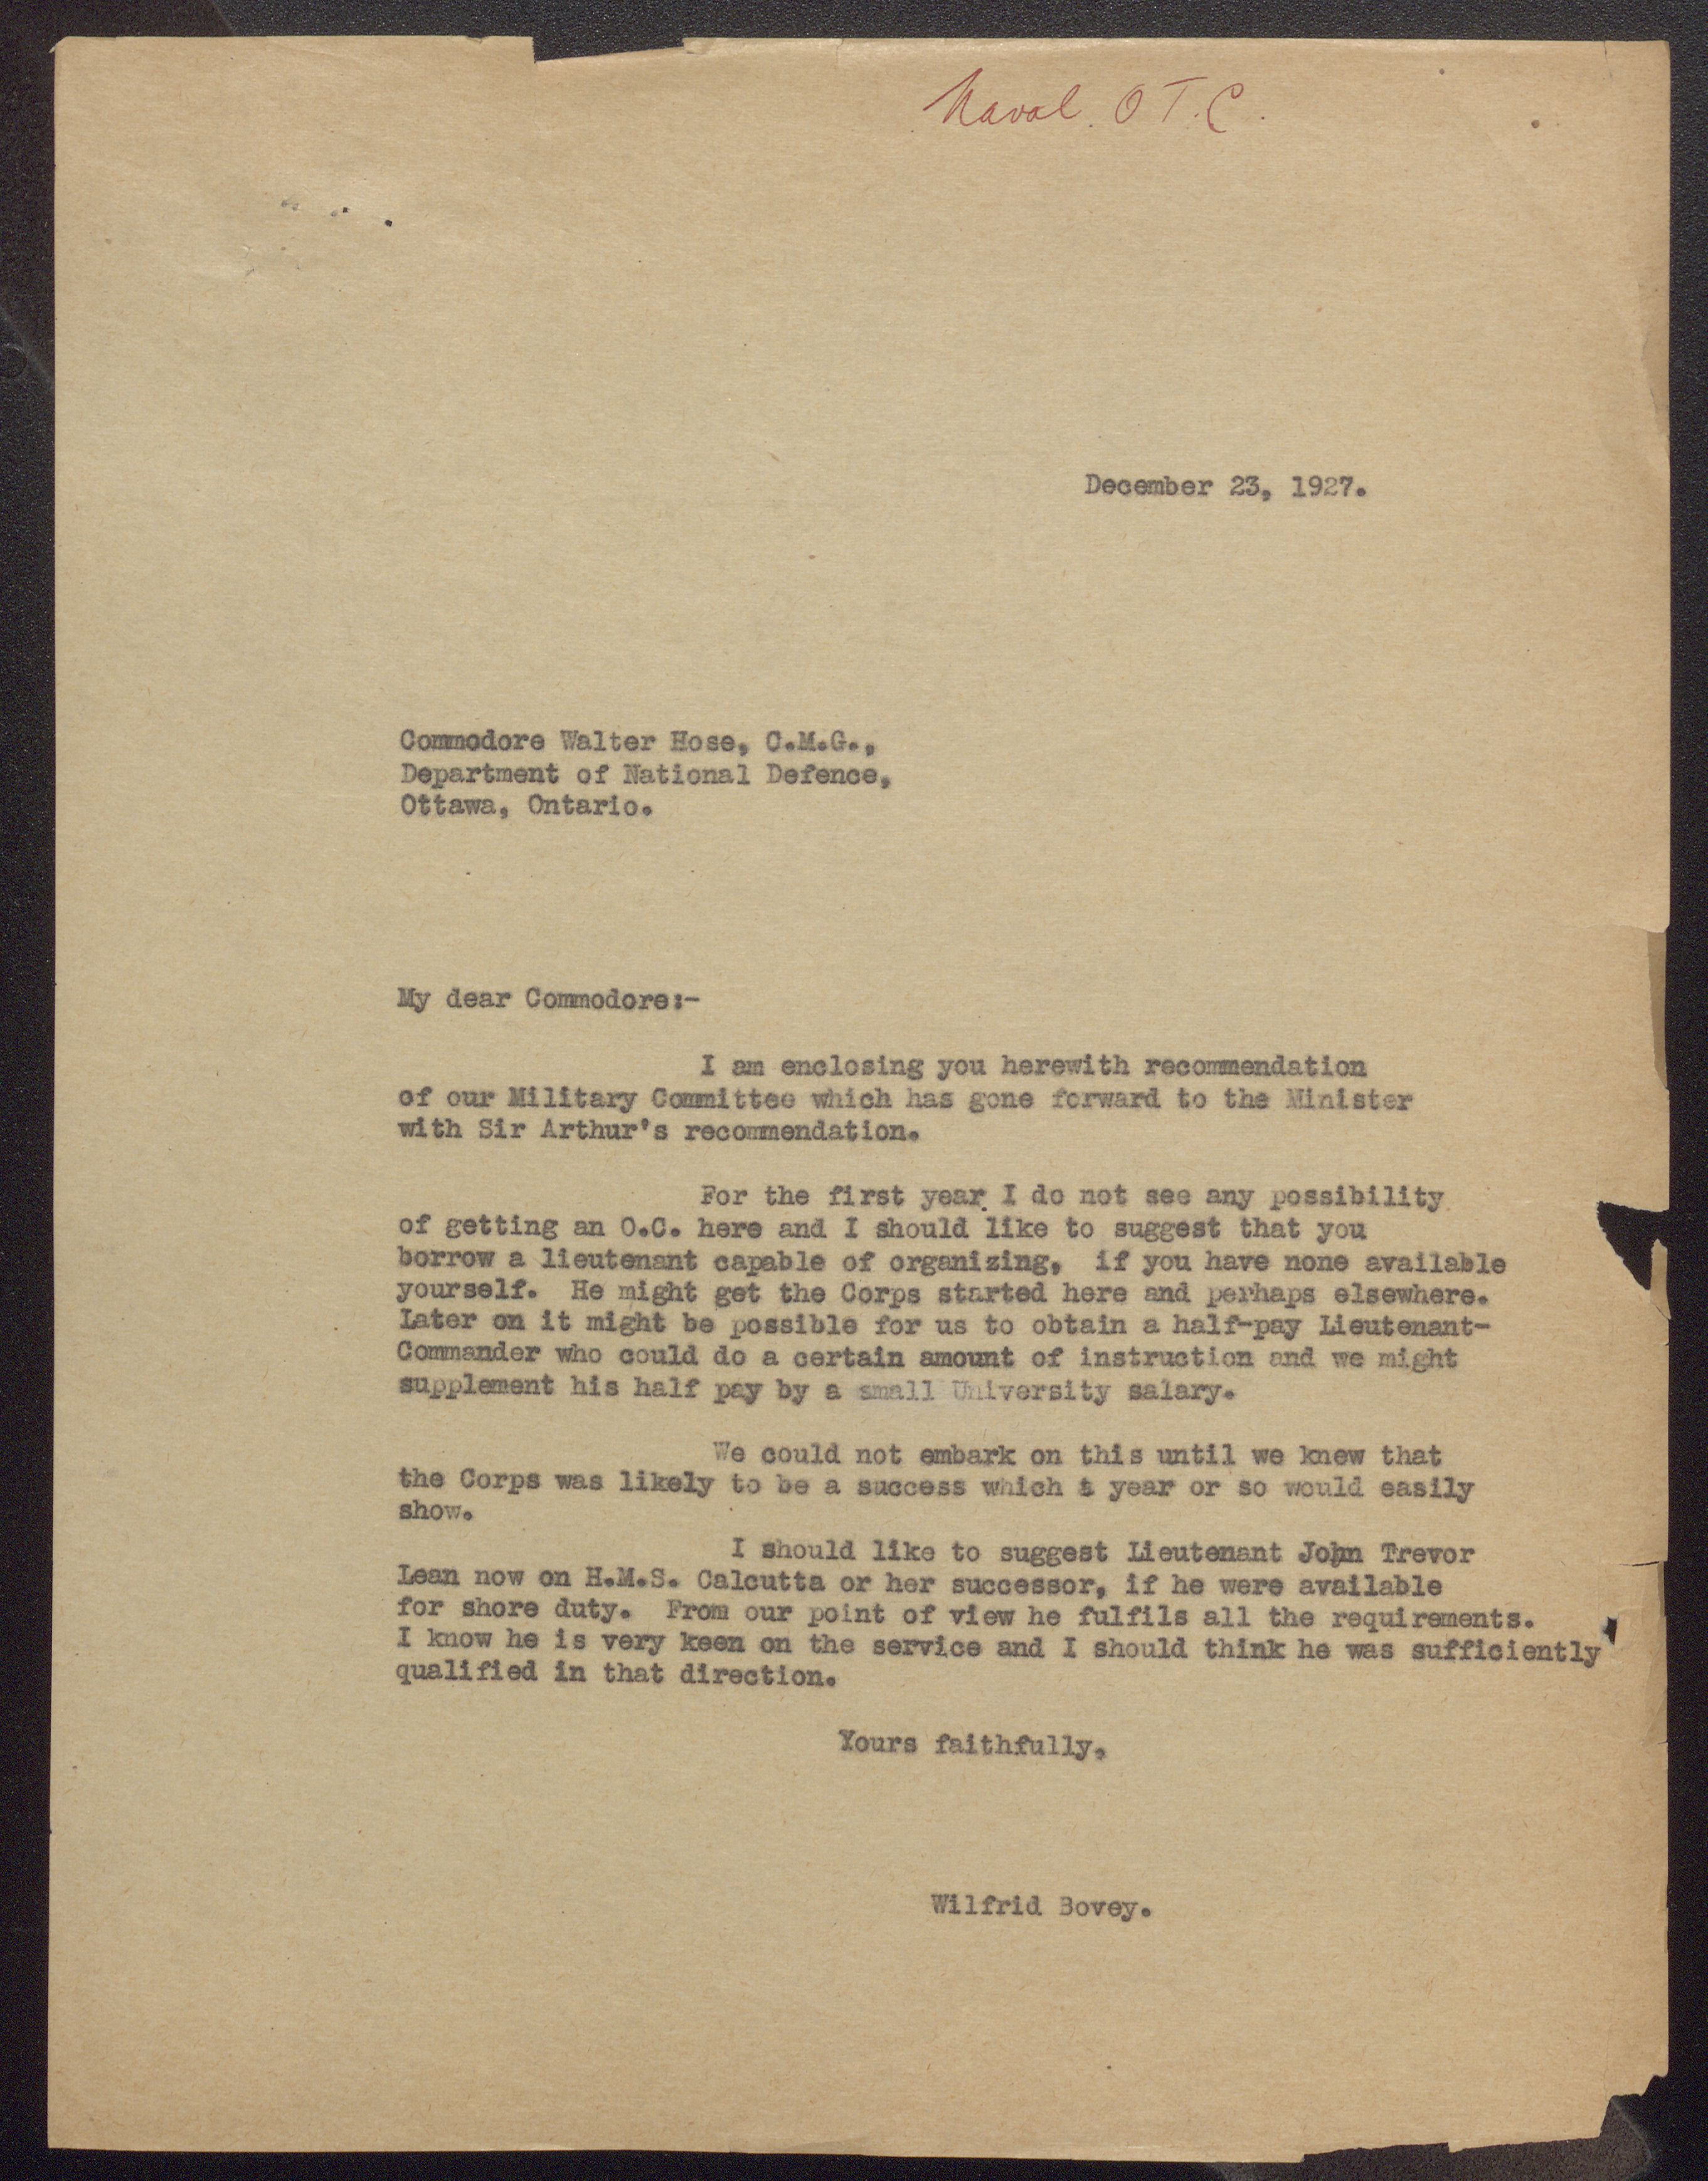 Naval. O T. C.
December 23, 1927.
Commodore Walter Hose, C.M.G.,
Department of National Defence,
Ottawa, Ontario.
My dear Commodore:-
I am enclosing you herewith recommendation
of our Military Committee which has gone forward to the Minister
with Sir Arthur's recommendation.
For the first year I do not see any possibility
of getting an O.C. here and I should like to suggest that you
borrow a lieutenant capable of organizing, if you have none available
yourself. He might get the Corps started here and perhaps elsewhere.
Later on it might be possible for us to obtain a half-pay Lieutenant-
Commander who could do a certain amount of instruction and we might
supplement his half pay by a small University salary.
We could not embark on this until we knew that
the Corps was likely to be a success which a year or so would easily
show.
I should like to suggest Lieutenant John Trevor
Lean now on H.M.S. Calcutta or her successor, if he were available
for shore duty. From our point of view he fulfils all the requirements.
I know he is very keen on the service and I should think he was sufficiently
qualified in that direction.
Yours faithfully,
Wilfrid Bovey.